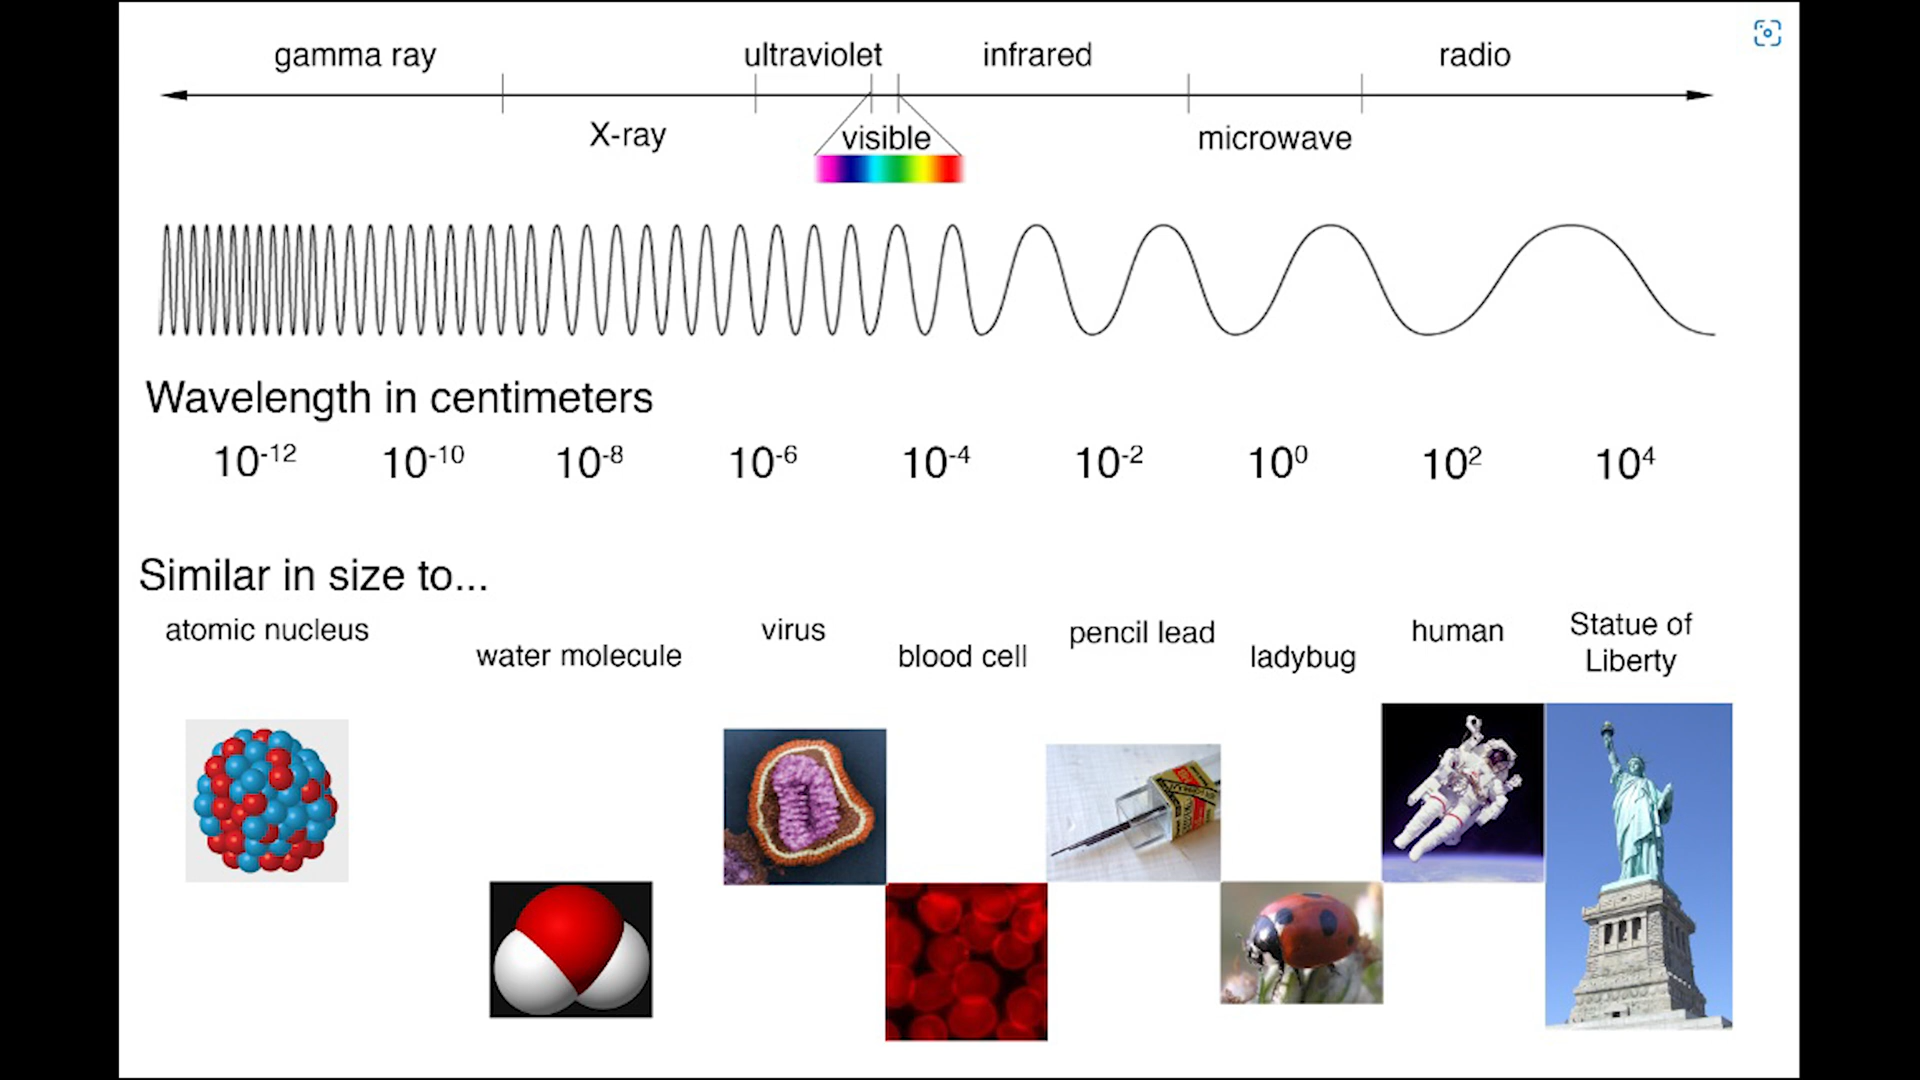 gamma ray
ultraviolet
infrared
radio
X-ray
visible
microwave
Wavelength in centimeters
10⁻¹² 10⁻¹⁰ 10⁻⁸ 10⁻⁶ 10⁻⁴ 10⁻² 10⁰ 10² 10⁴
Similar in size to...
atomic nucleus
water molecule
virus
blood cell
pencil lead
ladybug
human
Statue of
Liberty